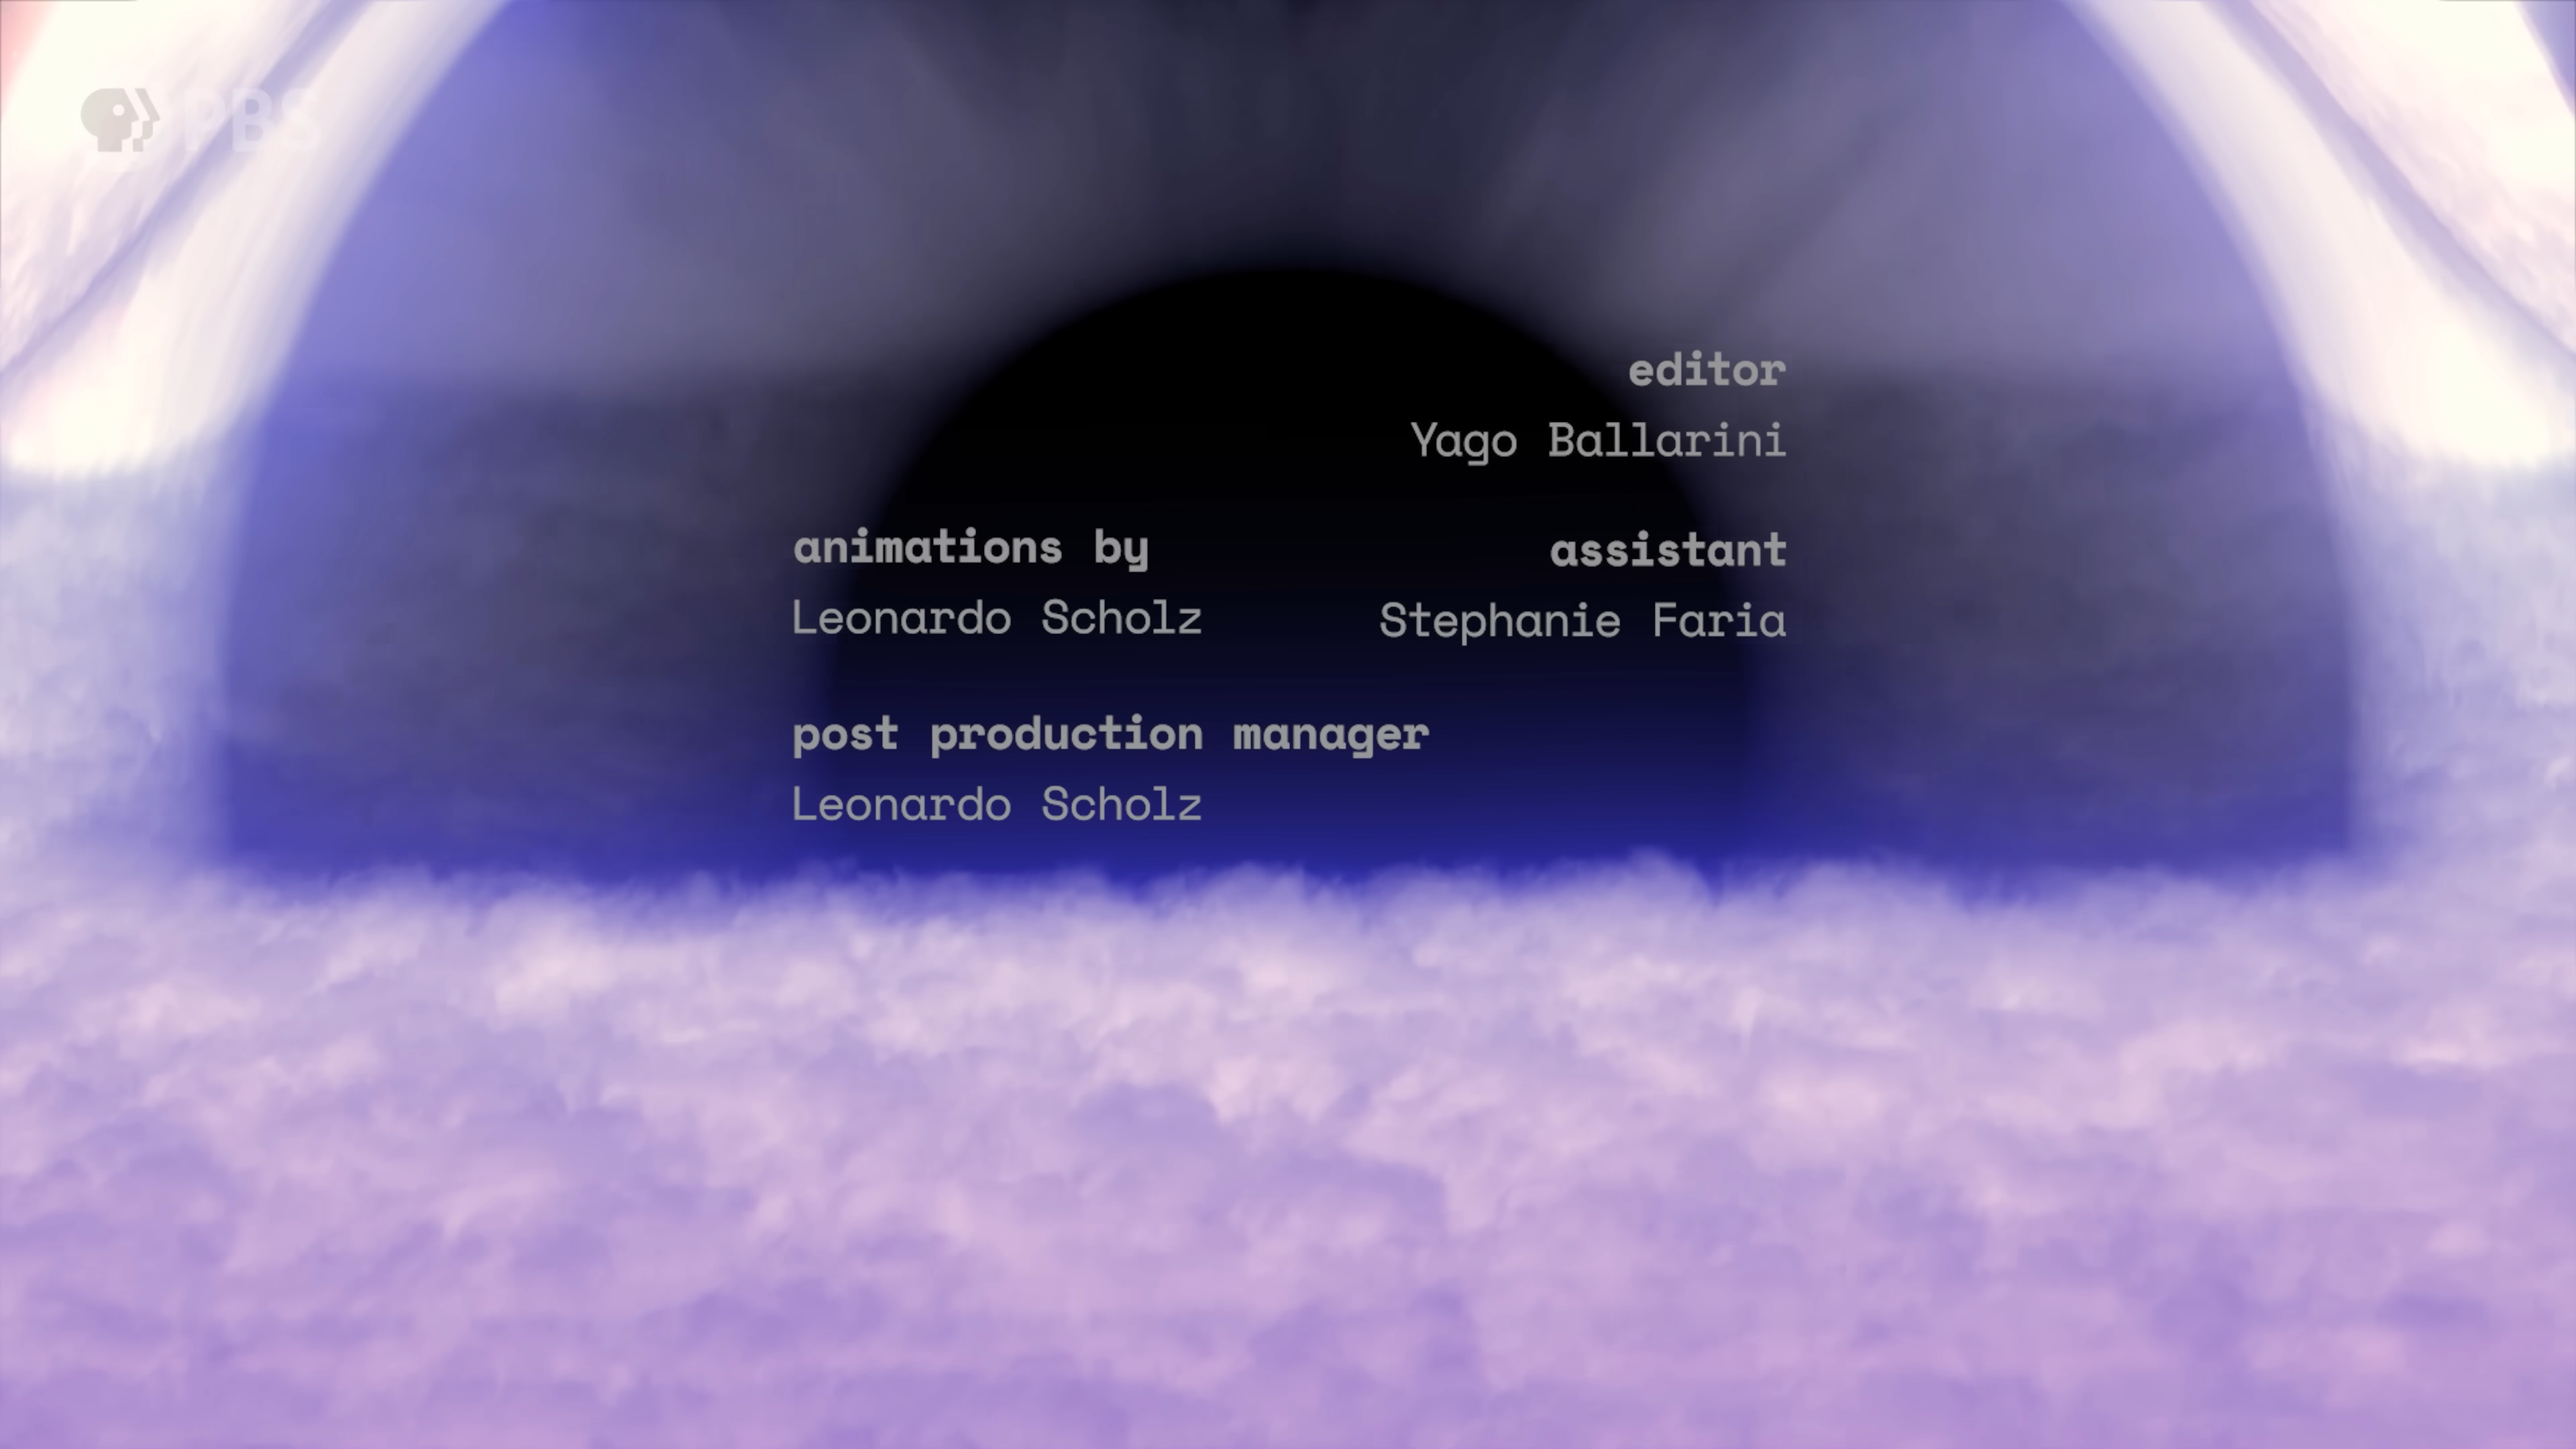 PBS
animations by
Leonardo Scholz
post production manager
Leonardo Scholz
editor
Yago Ballarini
assistant
Stephanie Faria